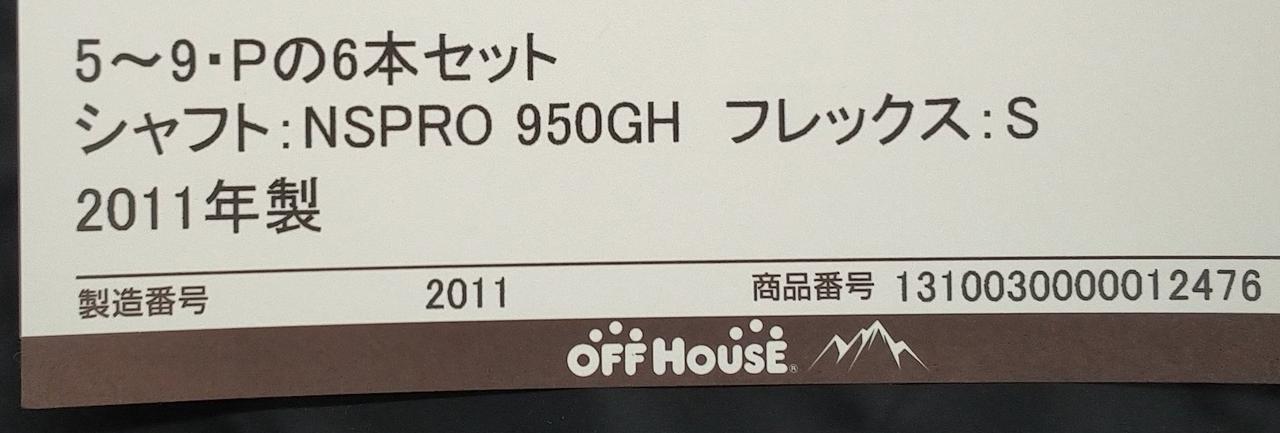 5～9・Pの6本セット
シャフト:NSPRO 950GH　フレックス:S
2011年製
製造番号 2011 商品番号 1310030000012476
OFF HOUSE®